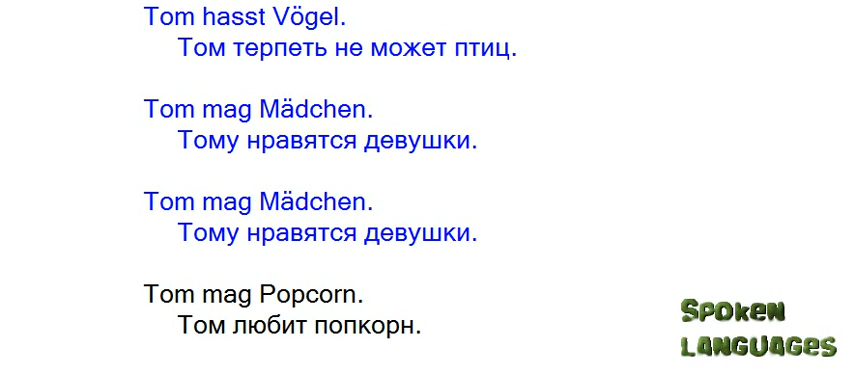 Tom hasst Vögel.
Том терпеть не может птиц.
Tom mag Mädchen.
Тому нравятся девушки.
Tom mag Mädchen.
Тому нравятся девушки.
Tom mag Popcorn.
Том любит попкорн.
Spoken
Languages